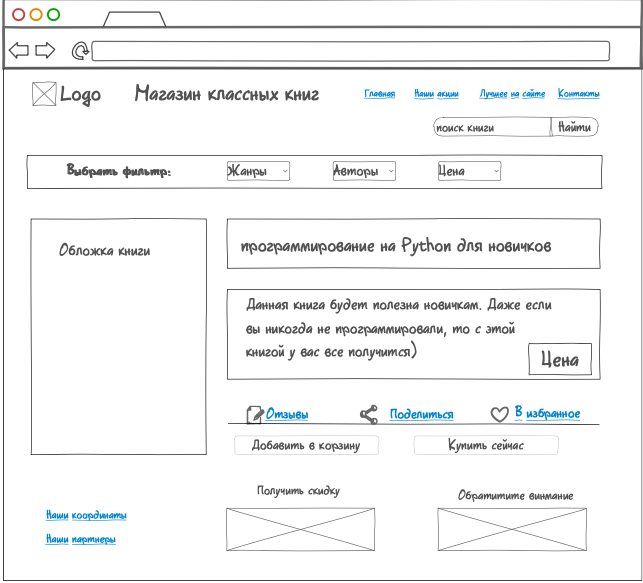 Logo
Магазин классных книг
Главная Наши акции Лучшее на сайте Контакты
поиск книги Найти
Выбрать фильтр: Жанры Авторы Цена
Обложка книги
программирование на Python для новичков
Данная книга будет полезна новичкам. Даже если
вы никогда не программировали, то с этой
книгой у вас все получится)
Цена
Отзывы Поделиться В избранное
Добавить в корзину Купить сейчас
Получить скидку Обратитите винмание
Наши координаты
Наши партнеры